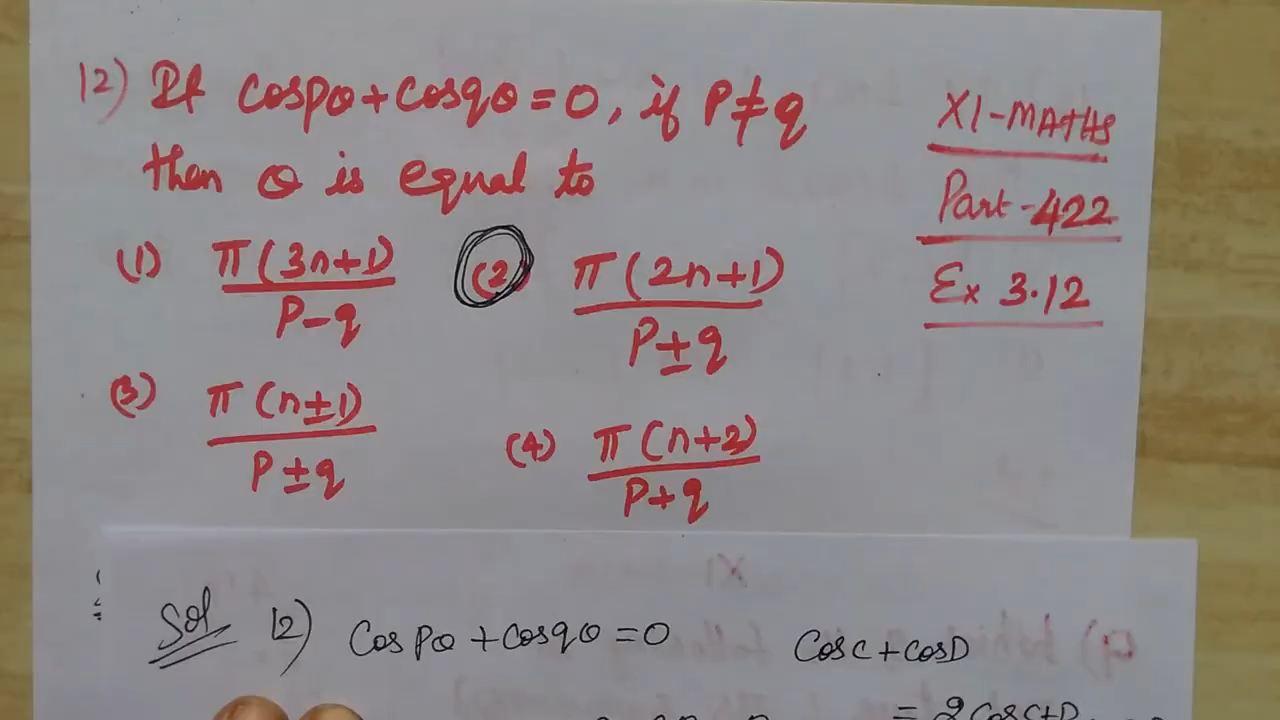 12) If cospθ+cosqθ=0, if P≠q
then θ is equal to
(1) π(3n+1)/P-q (2) π(2n+1)/P±q
(3) π(n±1)/P±q (4) π(n+2)/P+q
XI-MATHS
Part-422
Ex 3.12
Sol 12) Cospθ+cosqθ=0
CosC+cosD
= 2CosC+D